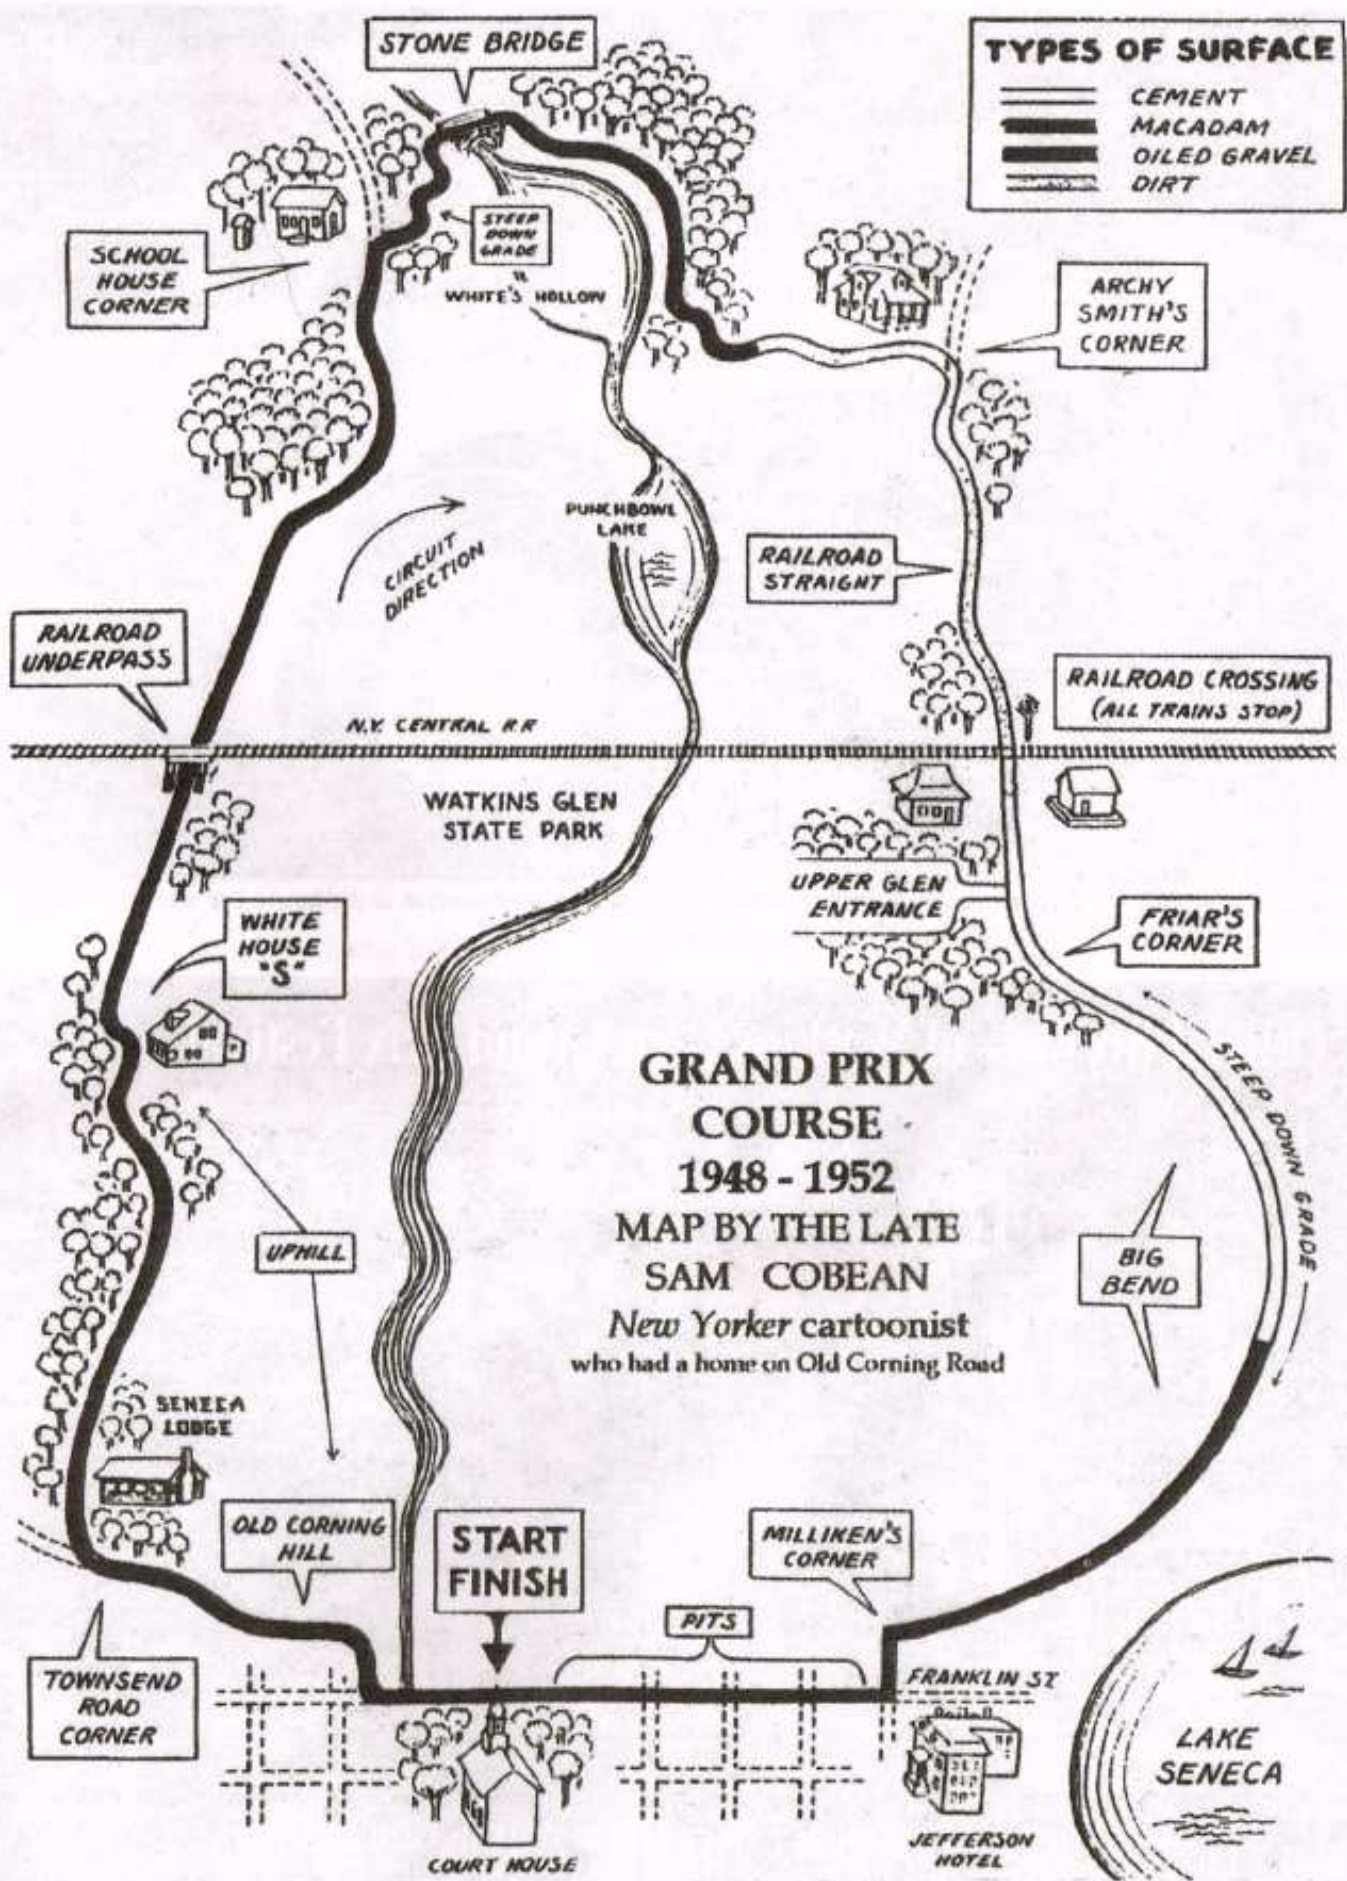 STONE BRIDGE
TYPES OF SURFACE
CEMENT
MACADAM
OILED GRAVEL
DIRT
STEEP
DOWN
GRADE
WHITE'S HOLLOW
SCHOOL
HOUSE
CORNER
ARCHY
SMITH'S
CORNER
PUNCHBOWL
LAKE
CIRCUIT
DIRECTION
RAILROAD
STRAIGHT
RAILROAD
UNDERPASS
RAILROAD CROSSING
(ALL TRAINS STOP)
N.Y. CENTRAL R.R
WATKINS GLEN
STATE PARK
UPPER GLEN
ENTRANCE
FRIAR'S
CORNER
WHITE
HOUSE
"S"
STEEP DOWN GRADE
GRAND PRIX
COURSE
1948 - 1952
MAP BY THE LATE
SAM COBEAN
New Yorker cartoonist
who had a home on Old Corning Road
UPHILL
BIG
BEND
SENECA
LODGE
OLD CORNING
HILL
START
FINISH
MILLIKEN'S
CORNER
PITS
FRANKLIN ST.
TOWNSEND
ROAD
CORNER
LAKE
SENECA
COURT HOUSE
JEFFERSON
HOTEL